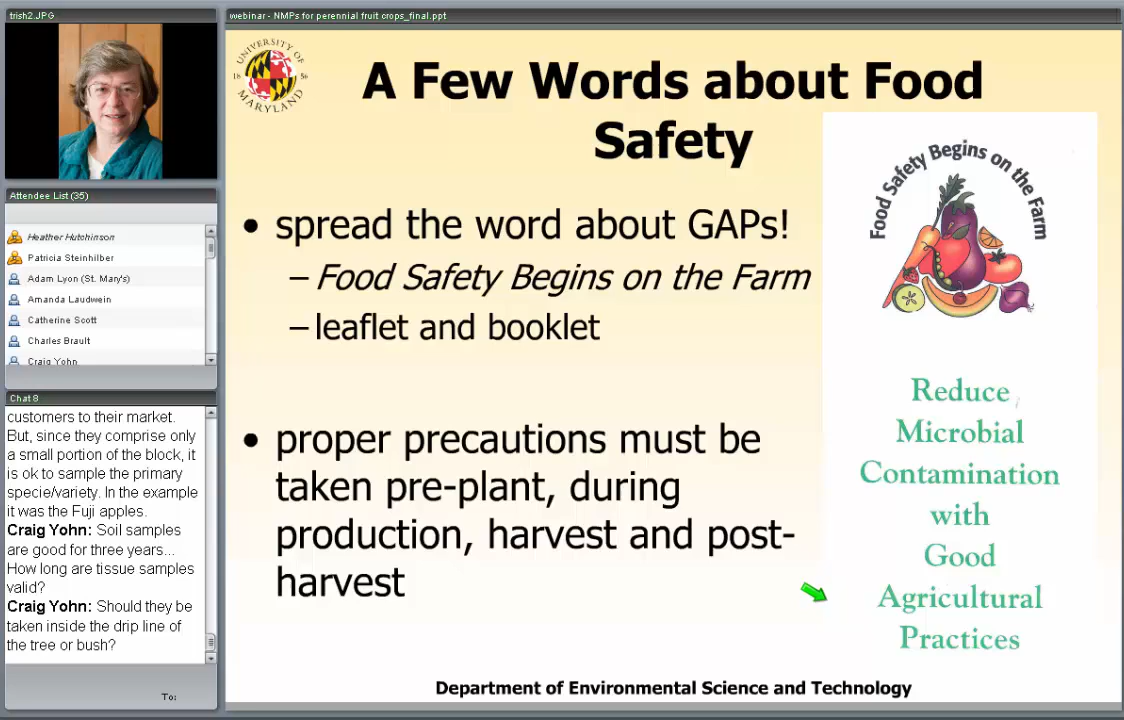 trish2.JPG
webinar - NMPs for perennial fruit crops_final.ppt
UNIVERSITY OF
18 56
MARYLAND
A Few Words about Food
Safety
• spread the word about GAPs!
– Food Safety Begins on the Farm
– leaflet and booklet
• proper precautions must be
taken pre-plant, during
production, harvest and post-
harvest
Food Safety Begins on the Farm
Reduce
Microbial
Contamination
with
Good
Agricultural
Practices
Department of Environmental Science and Technology
Attendee List (35)
Heather Hutchinson
Patricia Steinhilber
Adam Lyon (St. Mary's)
Amanda Laudwein
Catherine Scott
Charles Brault
Craig Yohn
Chat 8
customers to their market.
But, since they comprise only
a small portion of the block, it
is ok to sample the primary
specie/variety. In the example
it was the Fuji apples.
Craig Yohn: Soil samples
are good for three years...
How long are tissue samples
valid?
Craig Yohn: Should they be
taken inside the drip line of
the tree or bush?
To: